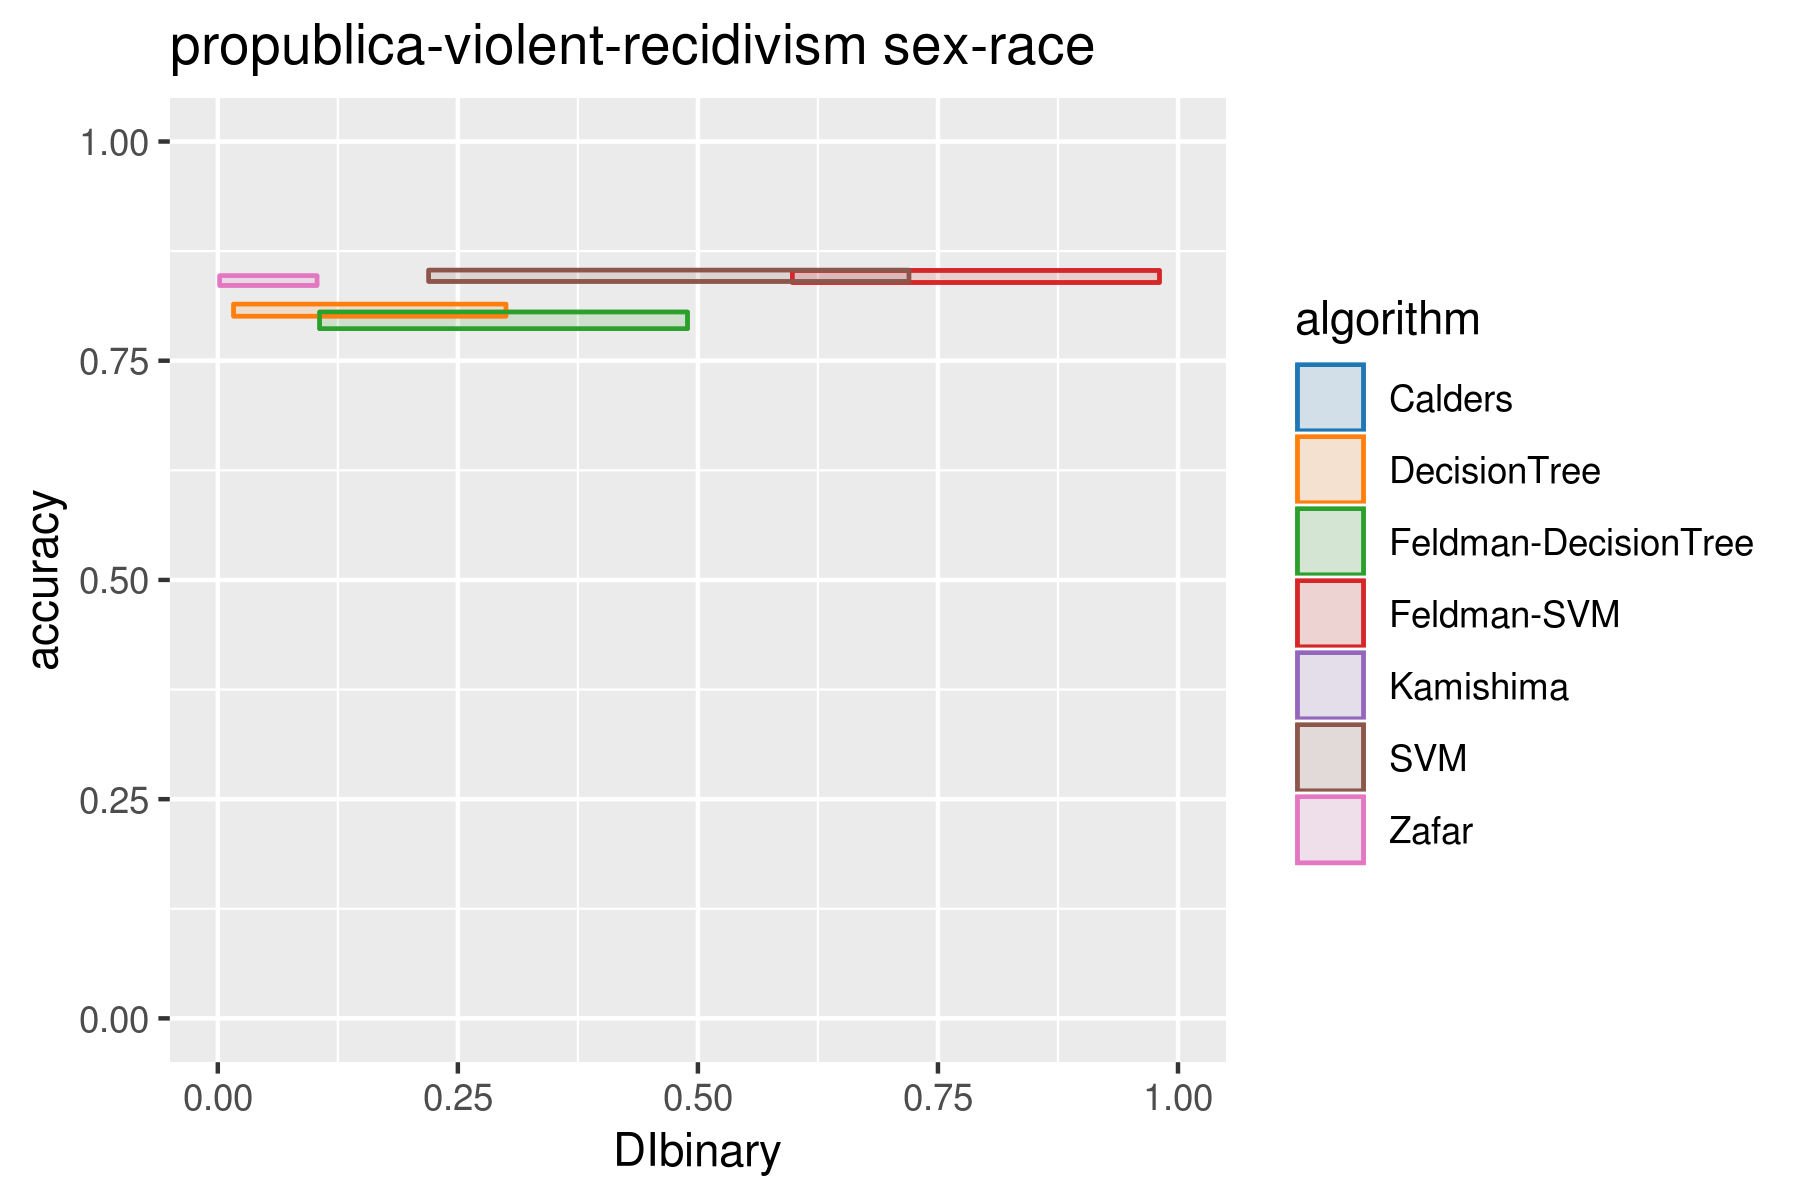 propublica-violent-recidivism sex-race
1.00
0.75
0.50
0.25
0.00
accuracy
0.00 0.25 0.50 0.75 1.00
DIbinary
algorithm
Calders
DecisionTree
Feldman-DecisionTree
Feldman-SVM
Kamishima
SVM
Zafar